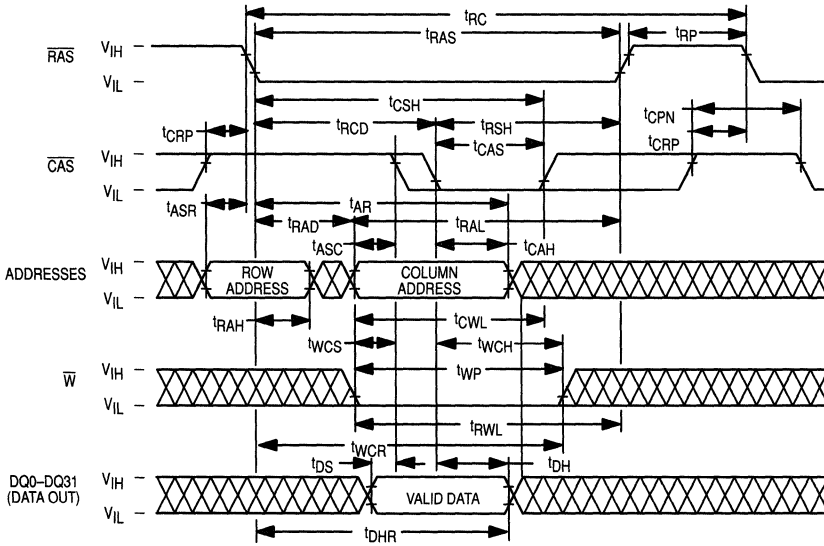 tRC
tRAS
tRP
RAS
VIH
VIL
tCSH
tCPN
tCRP
tRCD
tRSH
tCRP
tCAS
CAS
VIH
VIL
tASR
tAR
tRAD
tRAL
tASC
tCAH
ADDRESSES
VIH
VIL
ROW
ADDRESS
COLUMN
ADDRESS
tRAH
tCWL
tWCS
tWCH
W
VIH
VIL
tWP
tRWL
tWCR
tDS
tDH
DQ0–DQ31
(DATA OUT)
VIH
VIL
VALID DATA
tDHR